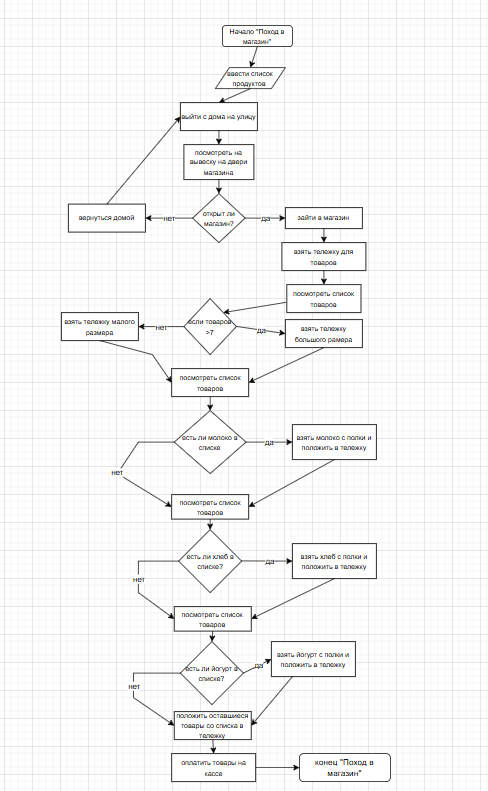 Начало "Поход в
магазин"
ввести список
продуктов
выйти с дома на улицу
посмотреть на
вывеску на двери
магазина
открыт ли
магазин?
нет
да
вернуться домой
зайти в магазин
взять тележку для
товаров
посмотреть список
товаров
если товаров
>7
нет
да
взять тележку малого
размера
взять тележку
большого рамера
посмотреть список
товаров
есть ли молоко в
списке
да
нет
взять молоко с полки и
положить в тележку
посмотреть список
товаров
есть ли хлеб в
списке?
да
нет
взять хлеб с полки и
положить в тележку
посмотреть список
товаров
есть ли йогурт в
списке?
да
нет
взять йогурт с полки и
положить в тележку
положить оставшиеся
товары со списка в
тележку
оплатить товары на
кассе
конец "Поход в
магазин"